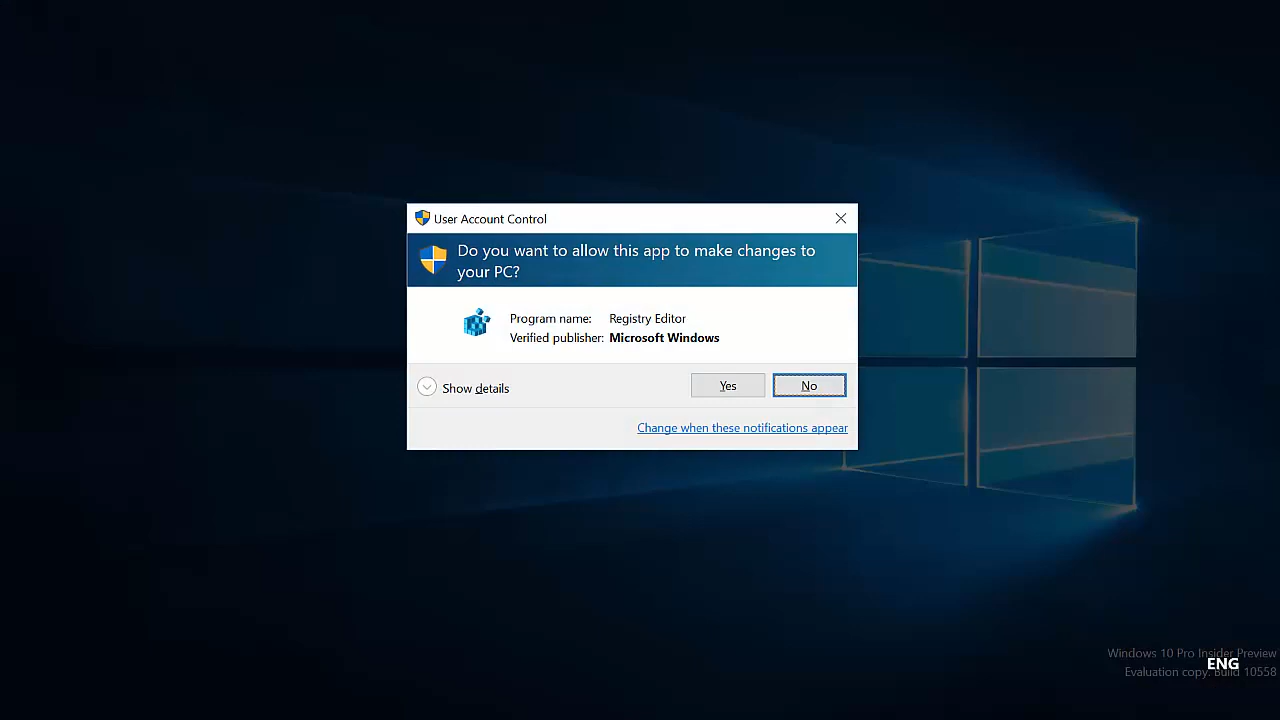 User Account Control
Do you want to allow this app to make changes to
your PC?
Program name: Registry Editor
Verified publisher: Microsoft Windows
Show details
Yes
No
Change when these notifications appear
Windows 10 Pro Insider Preview
ENG
Evaluation copy. Build 10558